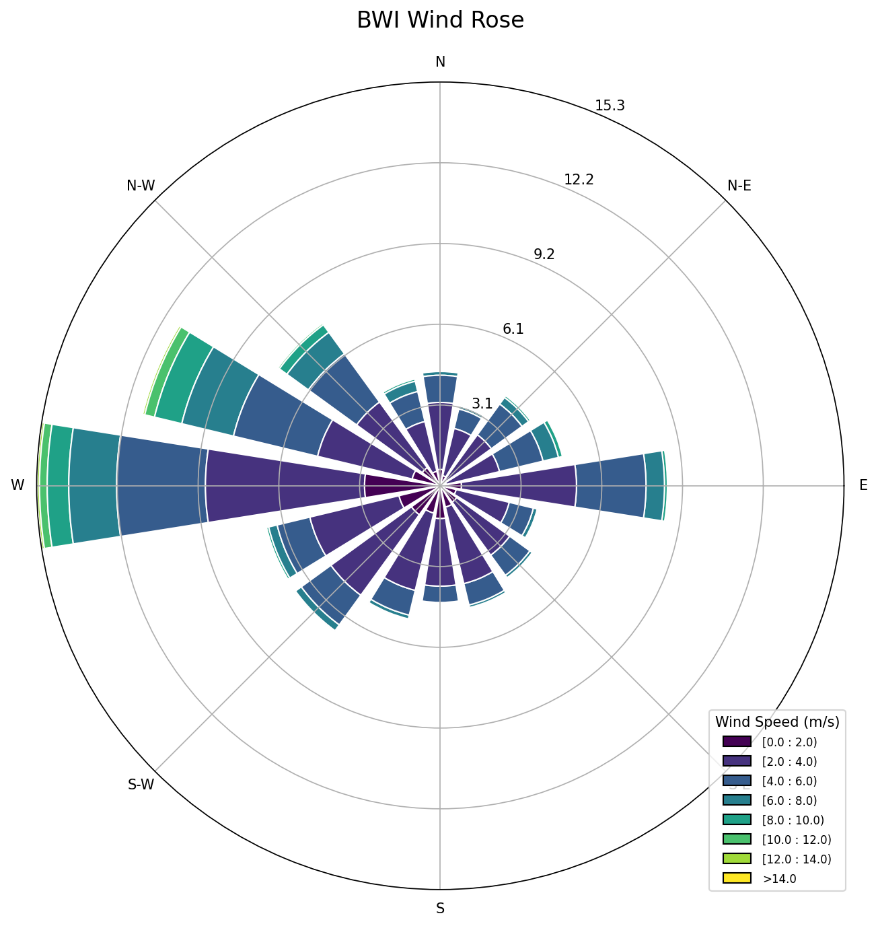 BWI Wind Rose
N
15.3
12.2
N-W
N-E
9.2
6.1
3.1
W
E
S-W
S-E
S
Wind Speed (m/s)
[0.0 : 2.0)
[2.0 : 4.0)
[4.0 : 6.0)
[6.0 : 8.0)
[8.0 : 10.0)
[10.0 : 12.0)
[12.0 : 14.0)
>14.0